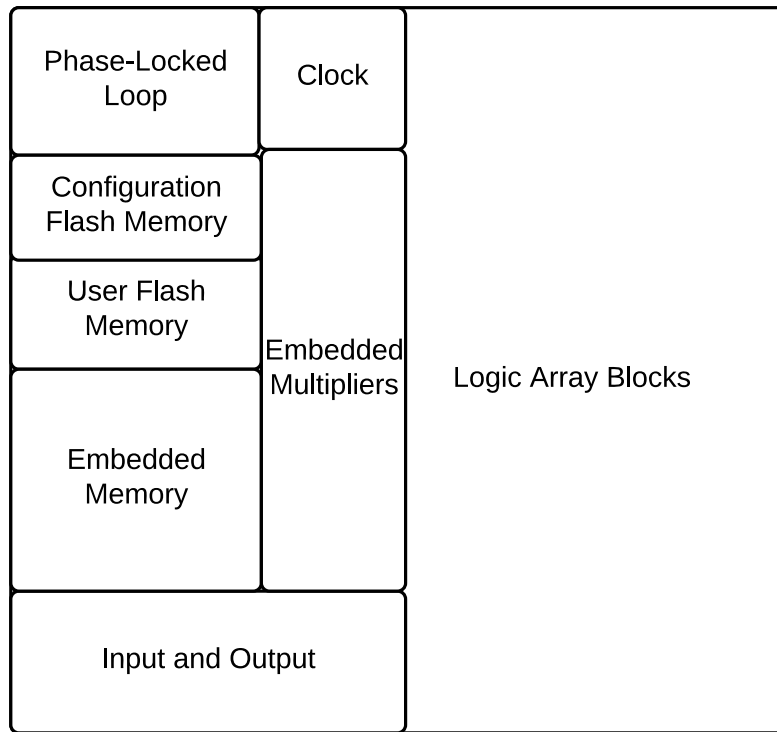 Phase-Locked
Loop
Clock
Configuration
Flash Memory
User Flash
Memory
Embedded
Multipliers
Logic Array Blocks
Embedded
Memory
Input and Output